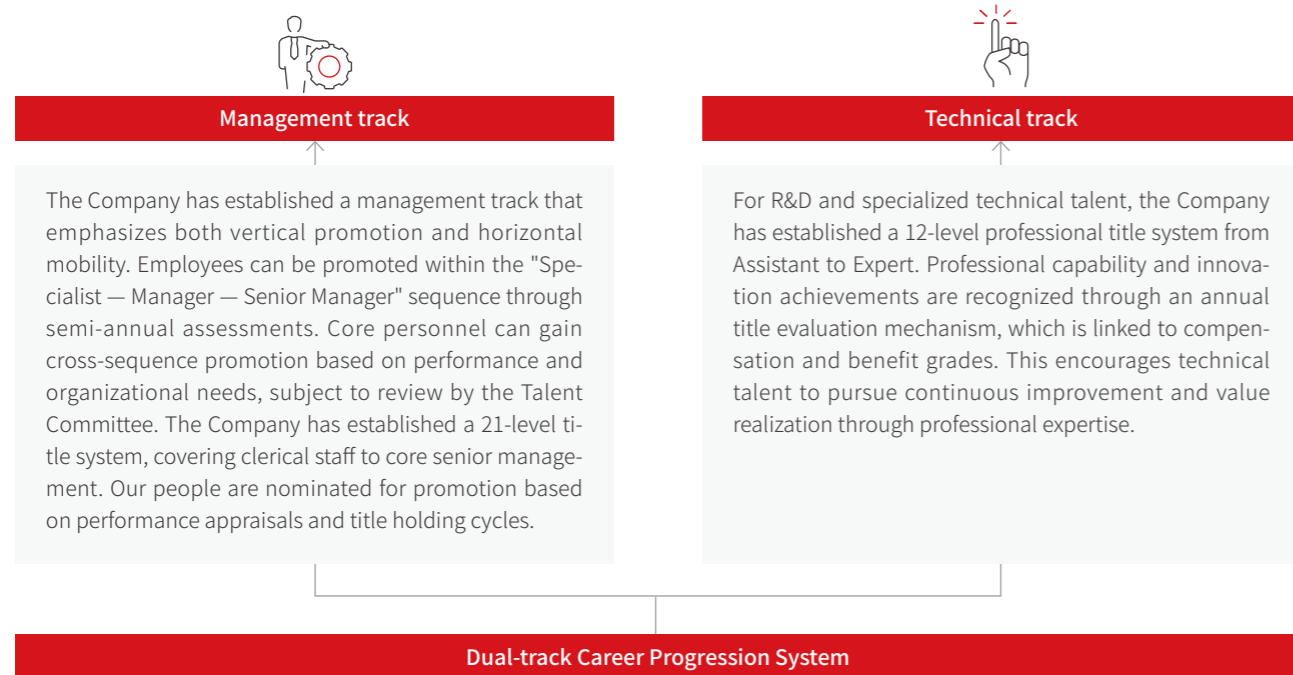 Management track
The Company has established a management track that
emphasizes both vertical promotion and horizontal
mobility. Employees can be promoted within the "Spe-
cialist — Manager — Senior Manager" sequence through
semi-annual assessments. Core personnel can gain
cross-sequence promotion based on performance and
organizational needs, subject to review by the Talent
Committee. The Company has established a 21-level ti-
tle system, covering clerical staff to core senior manage-
ment. Our people are nominated for promotion based
on performance appraisals and title holding cycles.
Technical track
For R&D and specialized technical talent, the Company
has established a 12-level professional title system from
Assistant to Expert. Professional capability and innova-
tion achievements are recognized through an annual
title evaluation mechanism, which is linked to compen-
sation and benefit grades. This encourages technical
talent to pursue continuous improvement and value
realization through professional expertise.
Dual-track Career Progression System